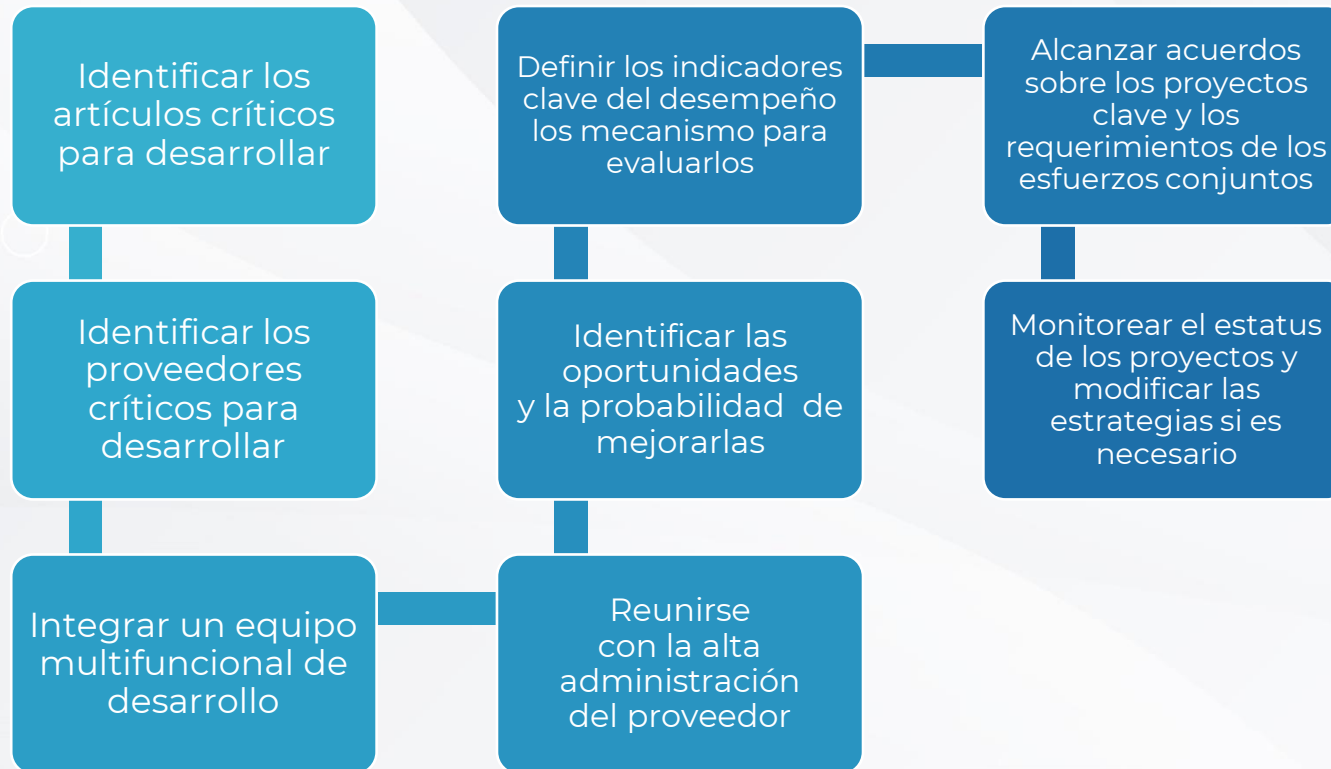 Identificar los
artículos críticos
para desarrollar
Identificar los
proveedores
críticos para
desarrollar
Integrar un equipo
multifuncional de
desarrollo
Reunirse
con la alta
administración
del proveedor
Identificar las
oportunidades
y la probabilidad de
mejorarlas
Definir los indicadores
clave del desempeño
los mecanismo para
evaluarlos
Alcanzar acuerdos
sobre los proyectos
clave y los
requerimientos de los
esfuerzos conjuntos
Monitorear el estatus
de los proyectos y
modificar las
estrategias si es
necesario